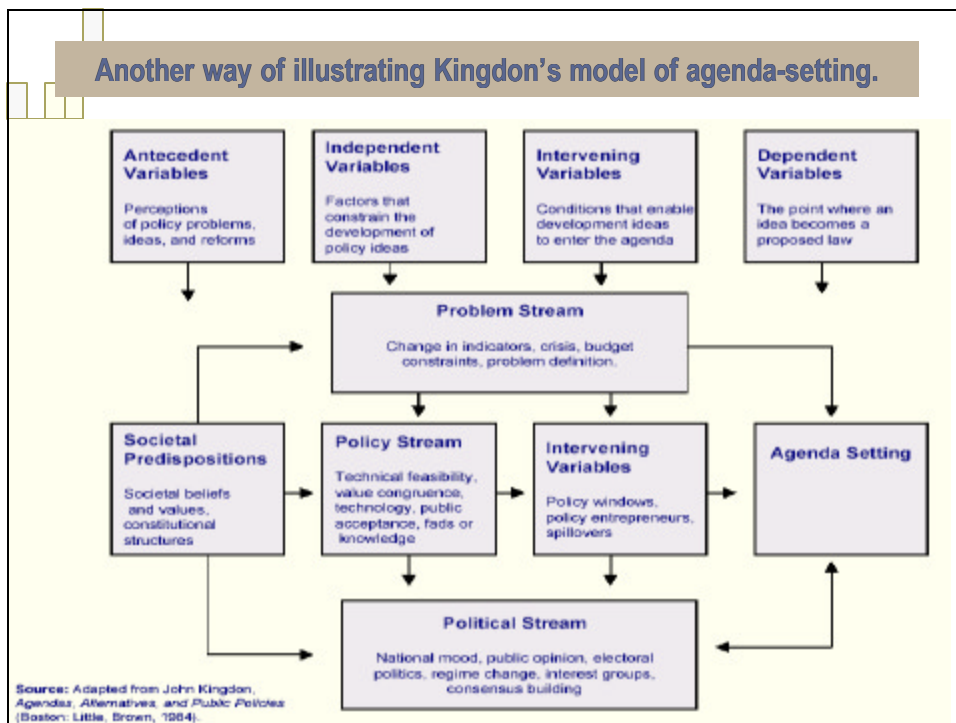 Another way of illustrating Kingdon's model of agenda-setting.
Antecedent
Variables
Perceptions
of policy problems,
ideas, and reforms
Independent
Variables
Factors that
constrain the
development of
policy ideas
Intervening
Variables
Conditions that enable
development ideas
to enter the agenda
Dependent
Variables
The point where an
idea becomes a
proposed law
Problem Stream
Change in indicators, crisis, budget
constraints, problem definition.
Societal
Predispositions
Societal beliefs
and values,
constitutional
structures
Policy Stream
Technical feasibility,
value congruence,
technology, public
acceptance, fads or
knowledge
Intervening
Variables
Policy windows,
policy entrepreneurs,
spillovers
Agenda Setting
Political Stream
National mood, public opinion, electoral
politics, regime change, interest groups,
consensus building
Source: Adapted from John Kingdon,
Agendas, Alternatives, and Public Policies
(Boston: Little, Brown, 1984).